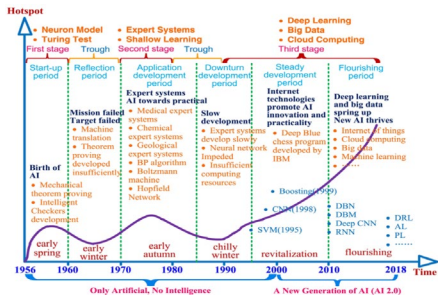 Hotspot
• Neuron Model
• Turing Test
• Expert Systems
• Shallow Learning
• Deep Learning
• Big Data
• Cloud Computing
First stage
Trough
Second stage
Trough
Third stage
Start-up
period
Reflection
period
Application
development
period
Downturn
development
period
Steady
development
period
Flourishing
period
Birth of
AI
• Mechanical
theorem proving
• Intelligent
Checkers
development
Mission failed
Target failed
• Machine
translation
• Theorem
proving
developed
insufficiently
Expert systems
AI towards practical
• Medical expert
systems
• Chemical
expert systems
• Geological
expert systems
• BP algorithm
• Boltzmann
machine
• Hopfield
Network
Slow
development
• Expert systems
develop slowly
• Neural network
Impeded
• Insufficient
computing
resources
Internet
technologies
promote AI
innovation and
practicality
• Deep Blue
chess program
developed by
IBM
Deep learning
and big data
spring up
New AI thrives
• Internet of things
• Cloud computing
• Big data
• Machine learning
• ……
Boosting(1999)
CNN(1998)
SVM(1995)
DBN
DBM
Deep CNN
RNN
DRL
AL
PL
……
early
spring
early
winter
early
autumn
chilly
winter
revitalization
flourishing
1956
1960
1970
1980
1990
2000
2010
2018
Time
Only Artificial, No Intelligence
A New Generation of AI (AI 2.0)